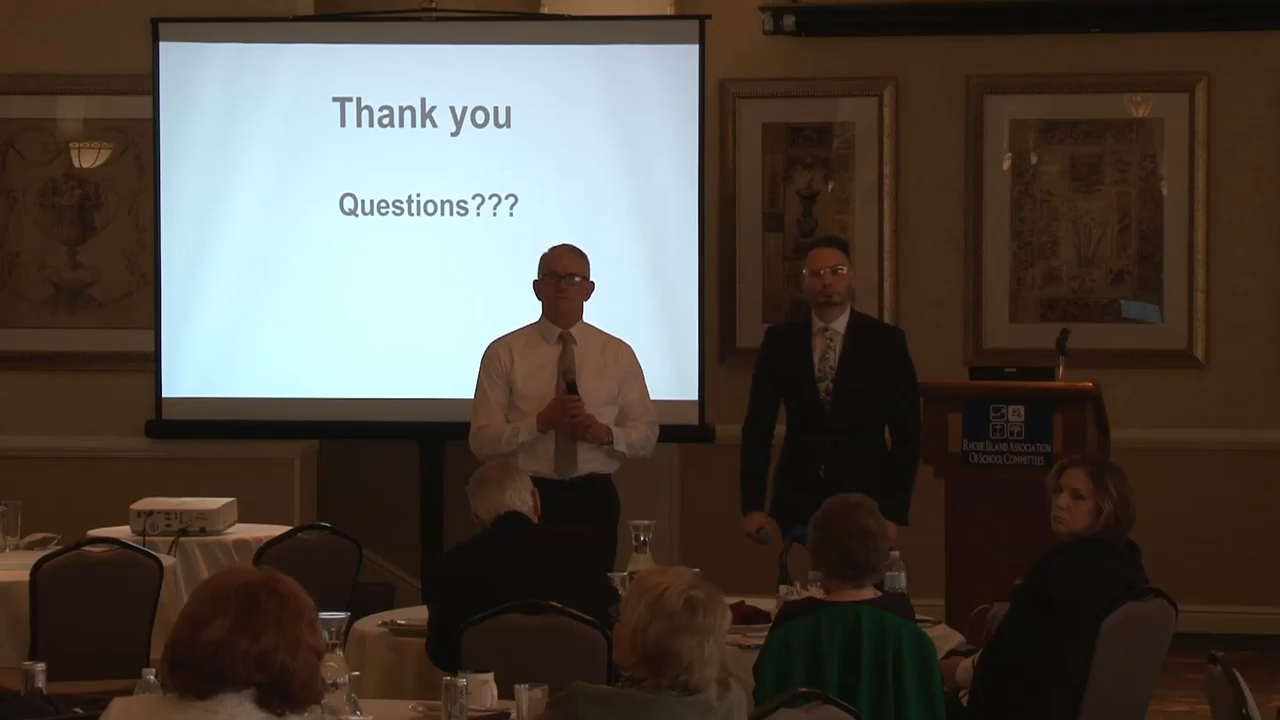 Thank you
Questions???
RHODE ISLAND ASSOCIATION
OF SCHOOL COMMITTEES